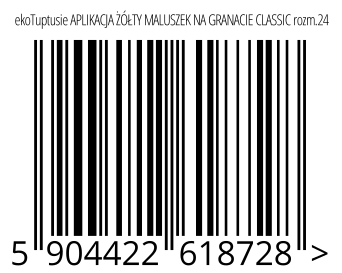 ekoTuptusie APLIKACJA ŻÓŁTY MALUSZEK NA GRANACIE CLASSIC rozm.24
5 904422 618728 >